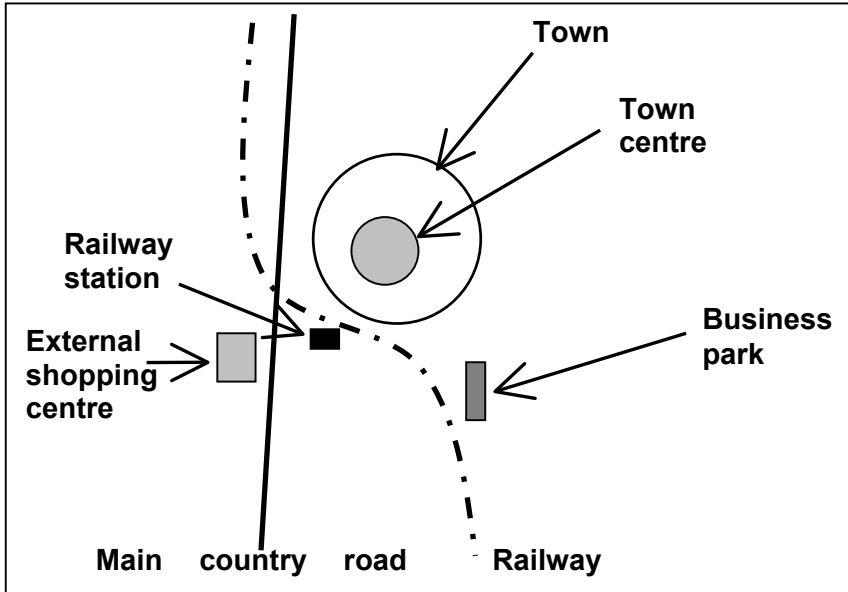 Town
Town
centre
Railway
station
External
shopping
centre
Business
park
Main country road Railway